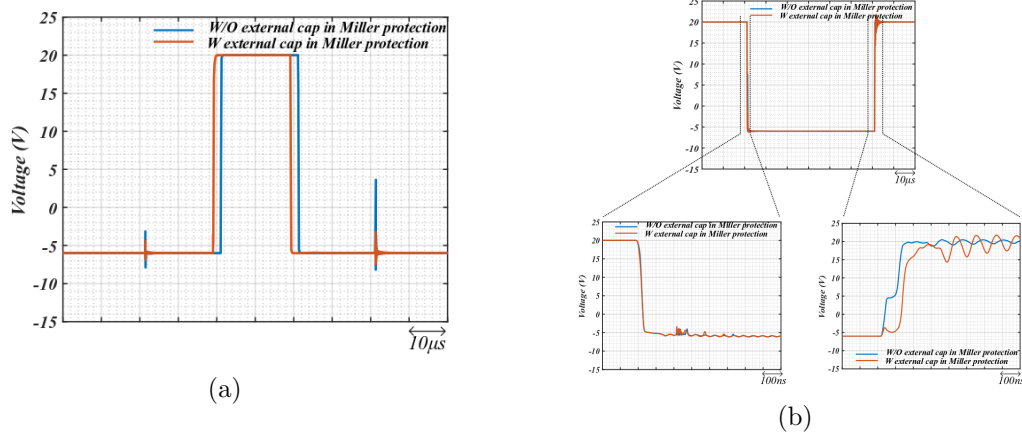 W/O external cap in Miller protection
W external cap in Miller protection
Voltage (V)
25
20
15
10
5
0
-5
-10
-15
10μs
(a)
W/O external cap in Miller protection
W external cap in Miller protection
Voltage (V)
25
20
15
10
5
0
-5
-10
-15
10μs
W/O external cap in Miller protection
W external cap in Miller protection
Voltage (V)
25
20
15
10
5
0
-5
-10
-15
100ns
Voltage (V)
25
20
15
10
5
0
-5
-10
-15
W/O external cap in Miller protection
W external cap in Miller protection
100ns
(b)